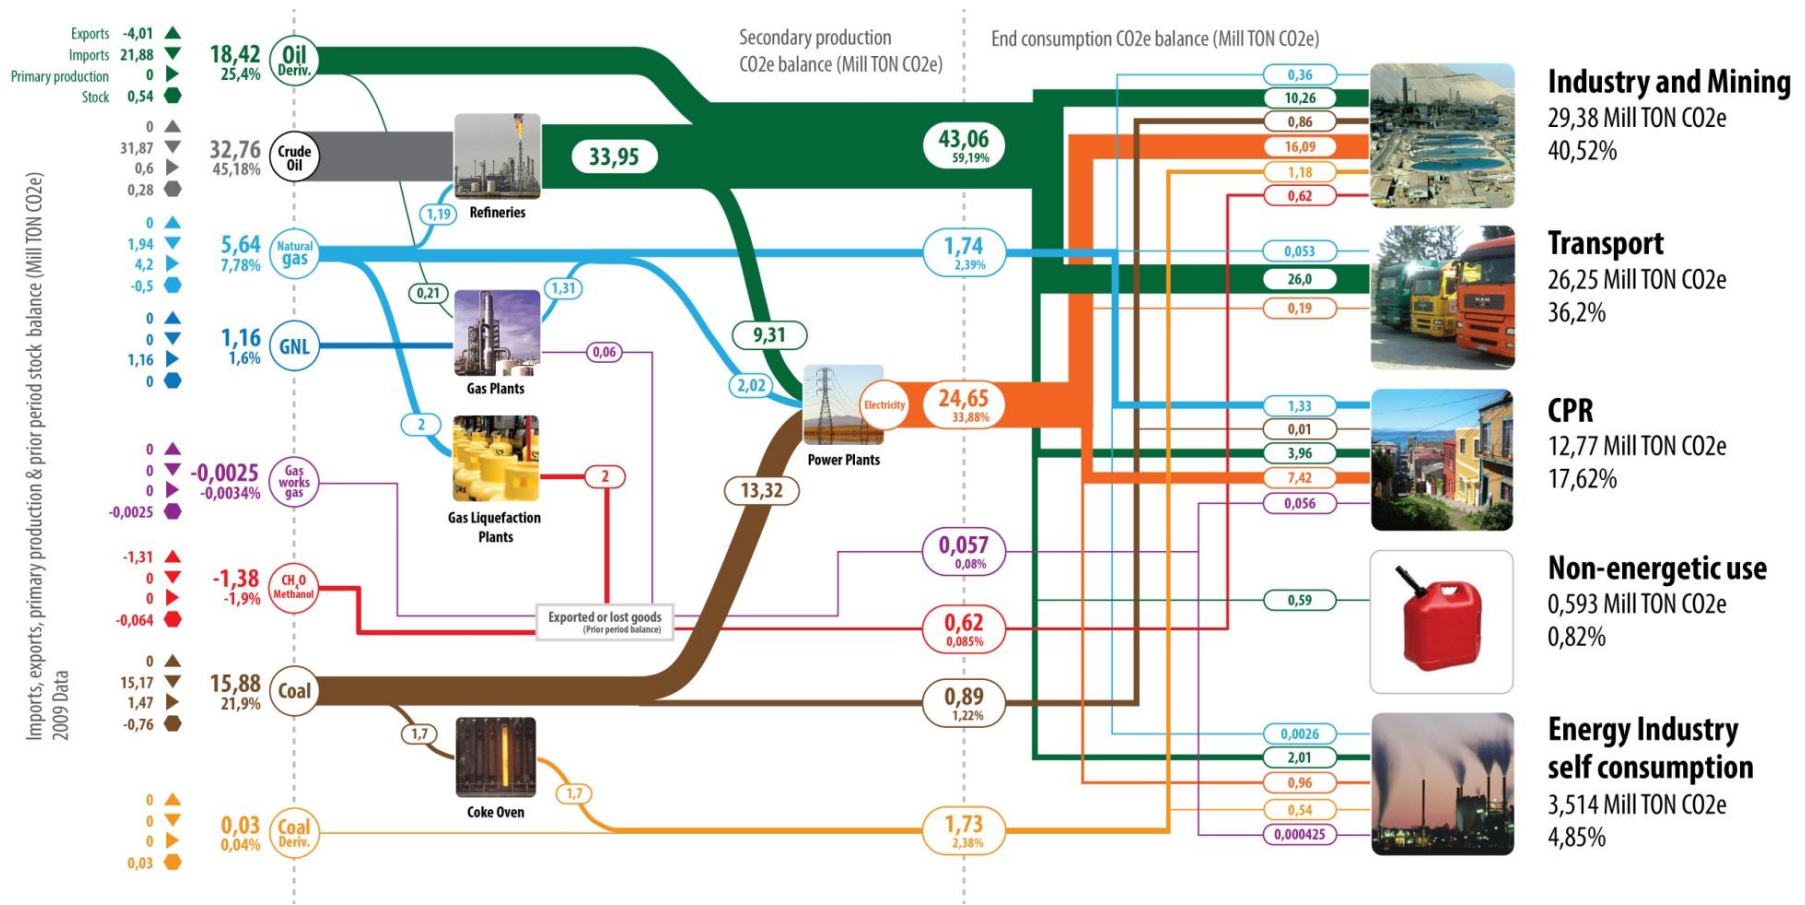 Imports, exports, primary production & prior period stock balance (Mill TON CO2e)
2009 Data
Exports -4,01
Imports 21,88
Primary production 0
Stock 0,54
18,42
25,4%
Oil
Deriv.
0
31,87
0,6
0,28
32,76
45,18%
Crude
Oil
0
1,94
4,2
-0,5
5,64
7,78%
Natural
gas
0
0
1,16
0
1,16
1,6%
GNL
0
0
0
-0,0025
-0,0025
-0,0034%
Gas
works
gas
-1,31
0
0
-0,064
-1,38
-1,9%
CH4O
Methanol
0
15,17
1,47
-0,76
15,88
21,9%
Coal
0
0
0
0,03
0,03
0,04%
Coal
Deriv.
Refineries
1,19
0,21
Gas Plants
1,31
0,06
2
Gas Liquefaction
Plants
2
Exported or lost goods
(Prior period balance)
1,7
Coke Oven
1,7
33,95
9,31
2,02
13,32
Power Plants
Electricity
Secondary production
CO2e balance (Mill TON CO2e)
43,06
59,19%
1,74
2,39%
24,65
33,88%
0,057
0,08%
0,62
0,085%
0,89
1,22%
1,73
2,38%
End consumption CO2e balance (Mill TON CO2e)
0,36
10,26
0,86
16,09
1,18
0,62
Industry and Mining
29,38 Mill TON CO2e
40,52%
0,053
26,0
0,19
MAN
Transport
26,25 Mill TON CO2e
36,2%
1,33
0,01
3,96
7,42
0,056
CPR
12,77 Mill TON CO2e
17,62%
0,59
Non-energetic use
0,593 Mill TON CO2e
0,82%
0,0026
2,01
0,96
0,54
0,000425
Energy Industry
self consumption
3,514 Mill TON CO2e
4,85%